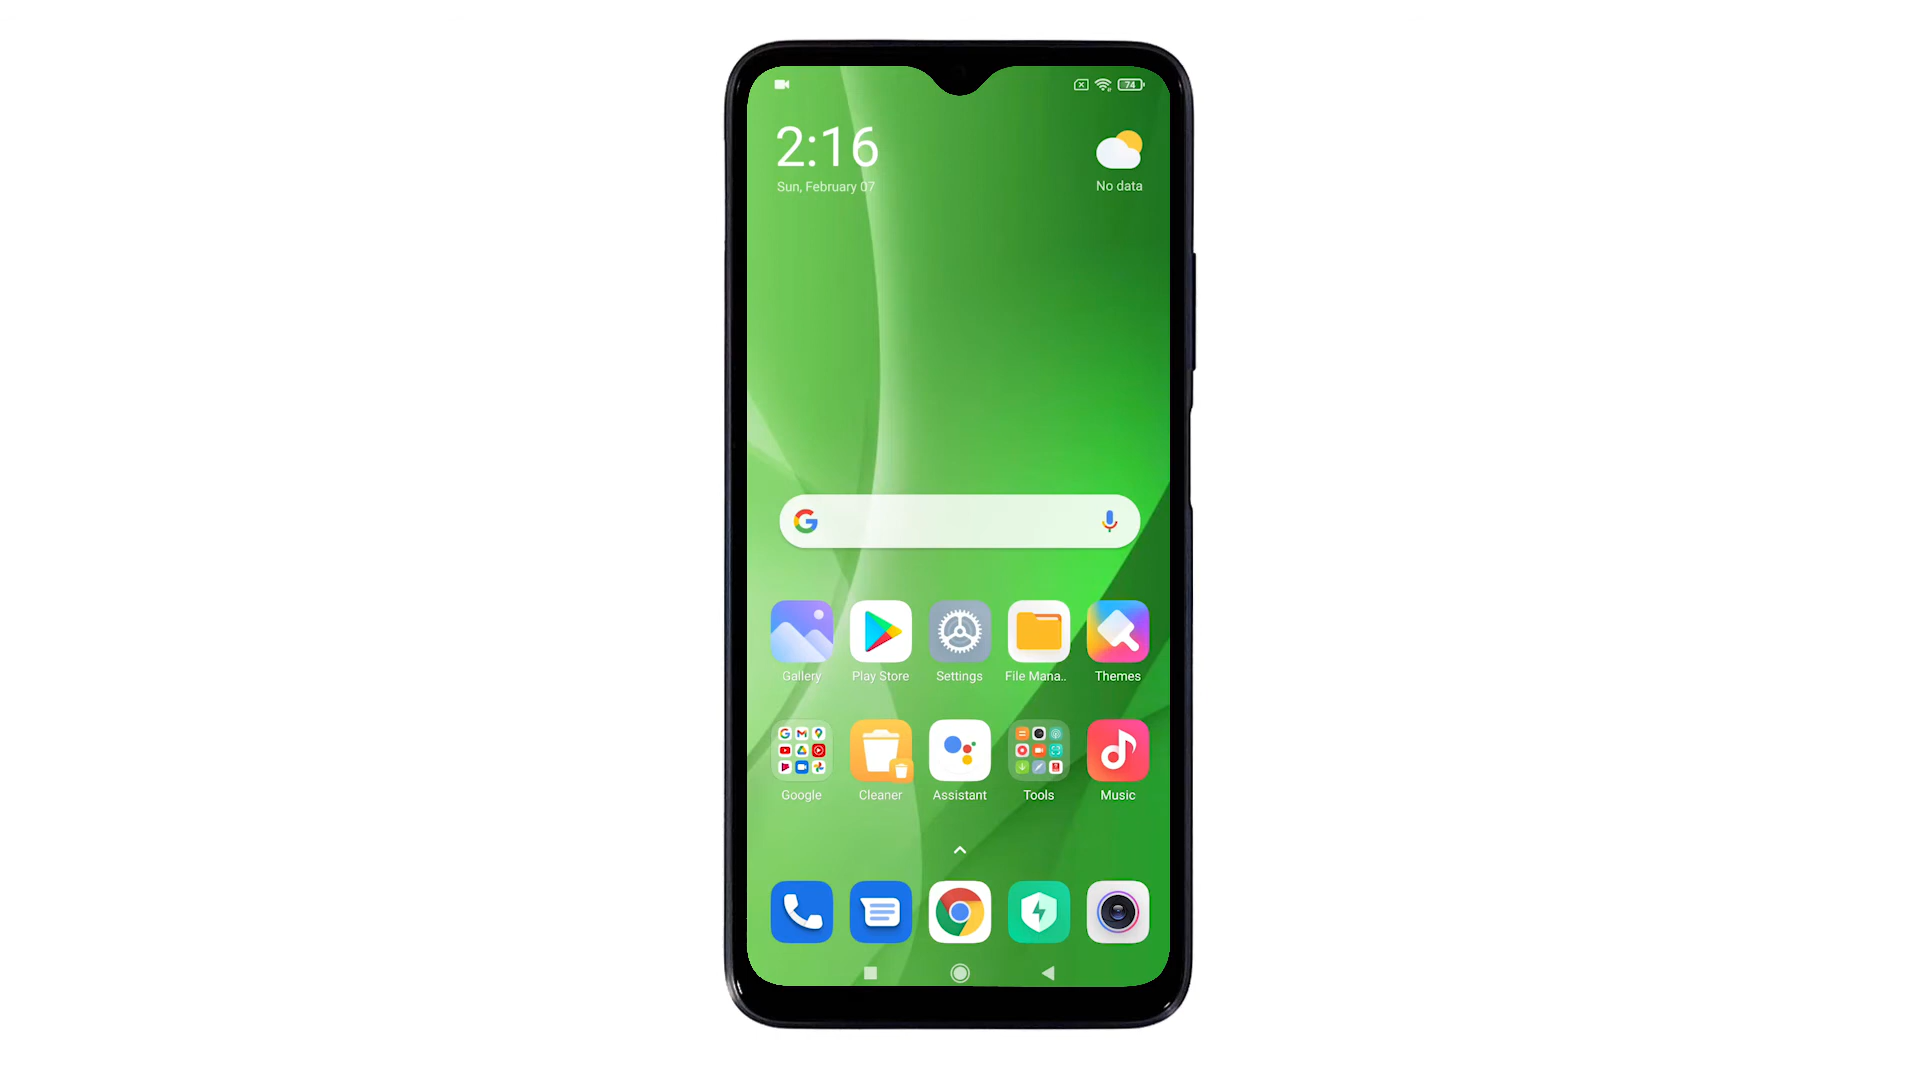 74
2:16
Sun, February 07
No data
Gallery
Play Store
Settings
File Mana..
Themes
Google
Cleaner
Assistant
Tools
Music